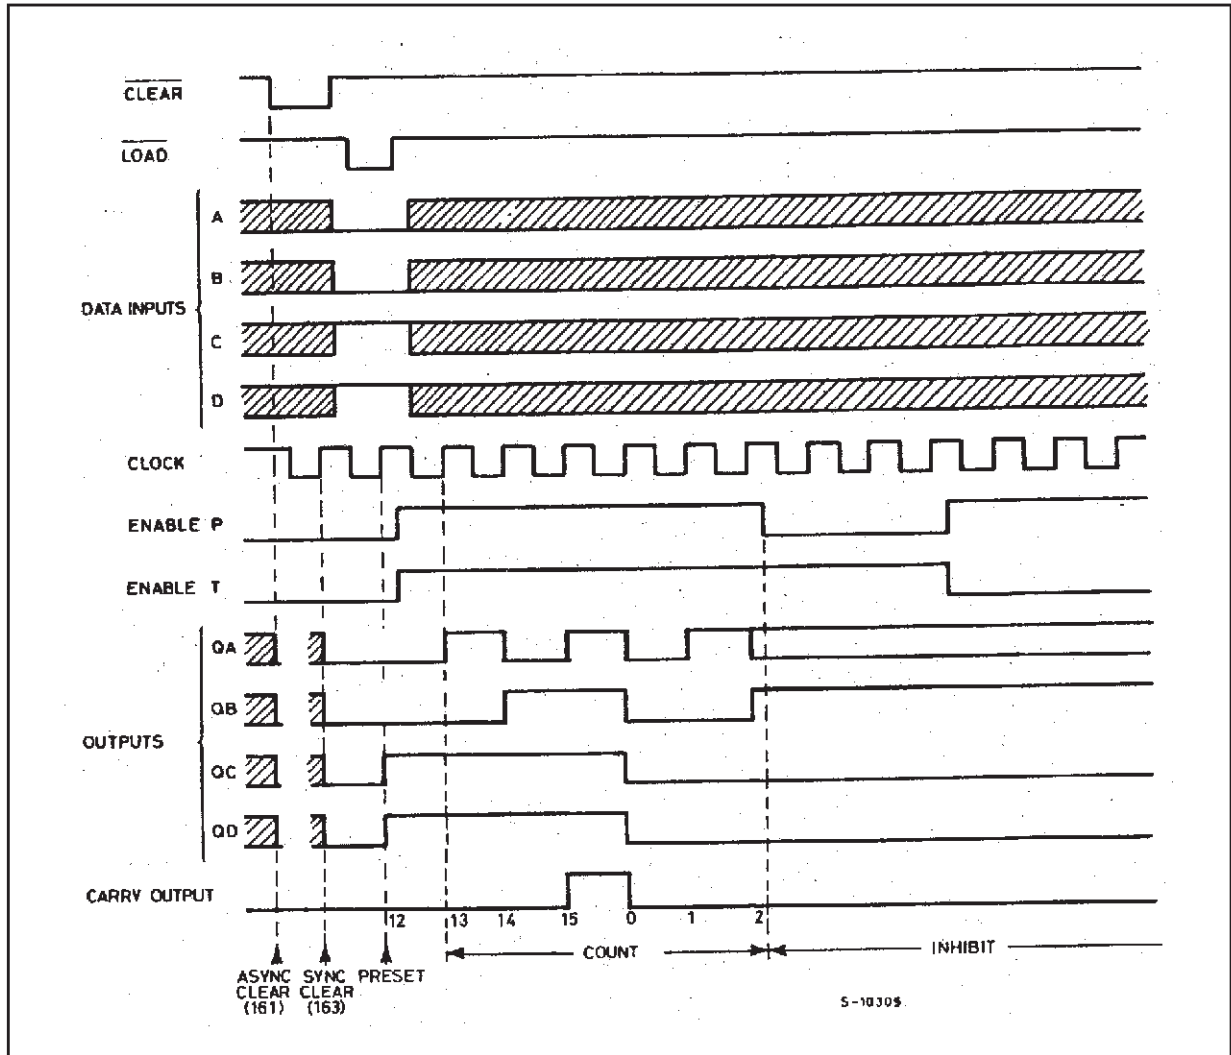 CLEAR
LOAD
DATA INPUTS
A
B
C
D
CLOCK
ENABLE P
ENABLE T
OUTPUTS
QA
QB
QC
QD
CARRY OUTPUT
12 13 14 15 0 1 2
COUNT
INHIBIT
ASYNC
CLEAR
(161)
SYNC
CLEAR
(163)
PRESET
S-10305